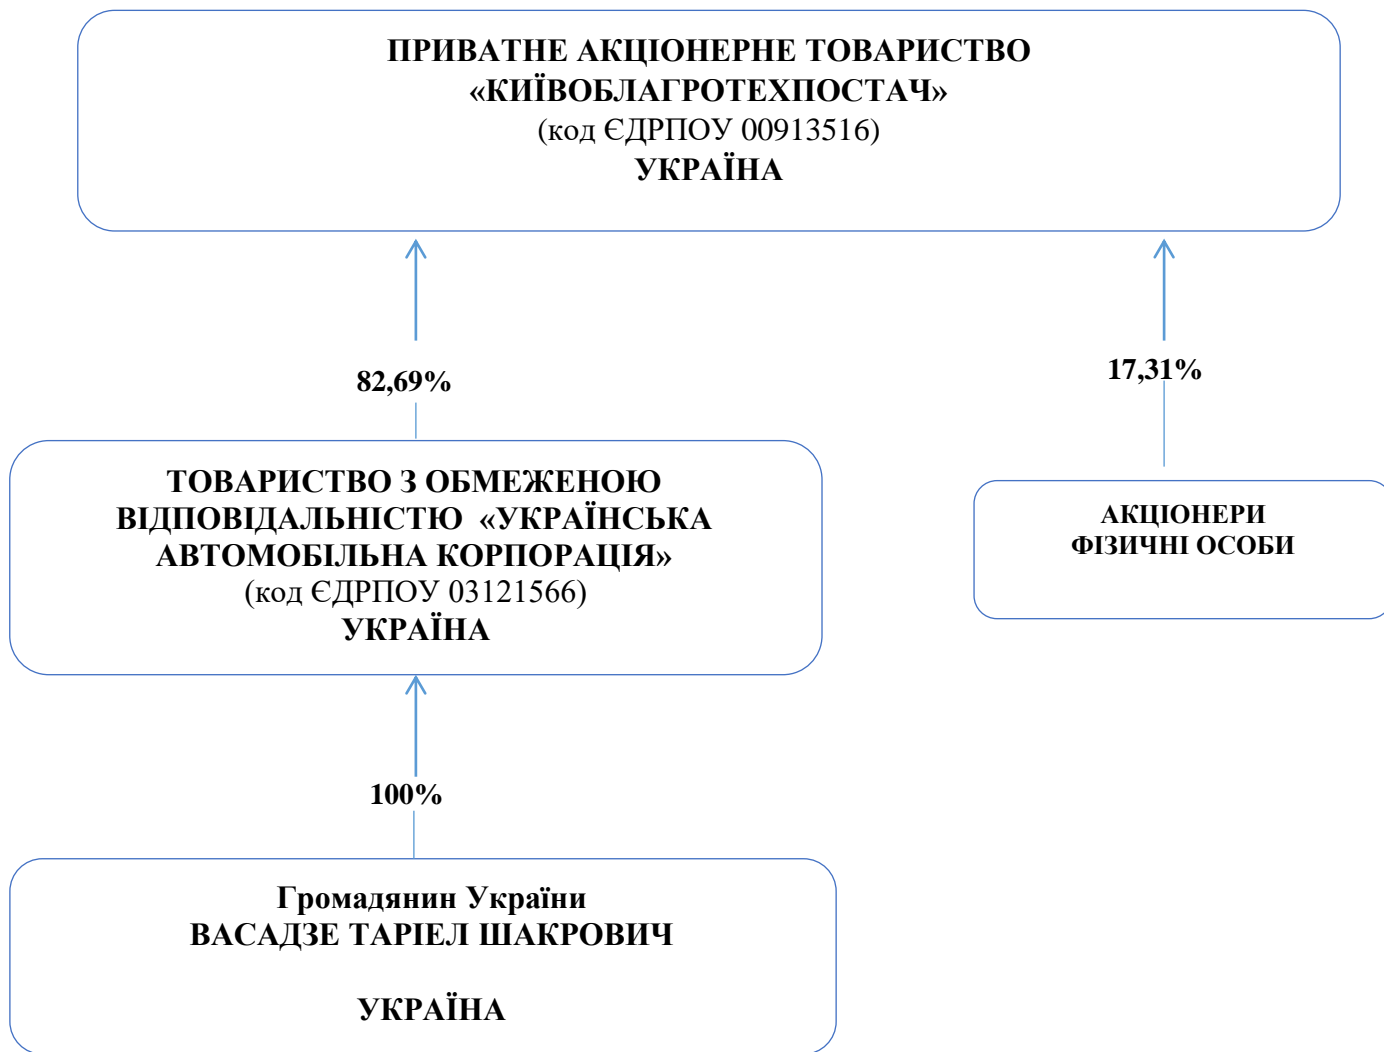 ПРИВАТНЕ АКЦІОНЕРНЕ ТОВАРИСТВО
«КИЇВОБЛАГРОТЕХПОСТАЧ»
(код ЄДРПОУ 00913516)
УКРАЇНА
82,69%
17,31%
ТОВАРИСТВО З ОБМЕЖЕНОЮ
ВІДПОВІДАЛЬНІСТЮ «УКРАЇНСЬКА
АВТОМОБІЛЬНА КОРПОРАЦІЯ»
(код ЄДРПОУ 03121566)
УКРАЇНА
АКЦІОНЕРИ
ФІЗИЧНІ ОСОБИ
100%
Громадянин України
ВАСАДЗЕ ТАРІЕЛ ШАКРОВИЧ
УКРАЇНА